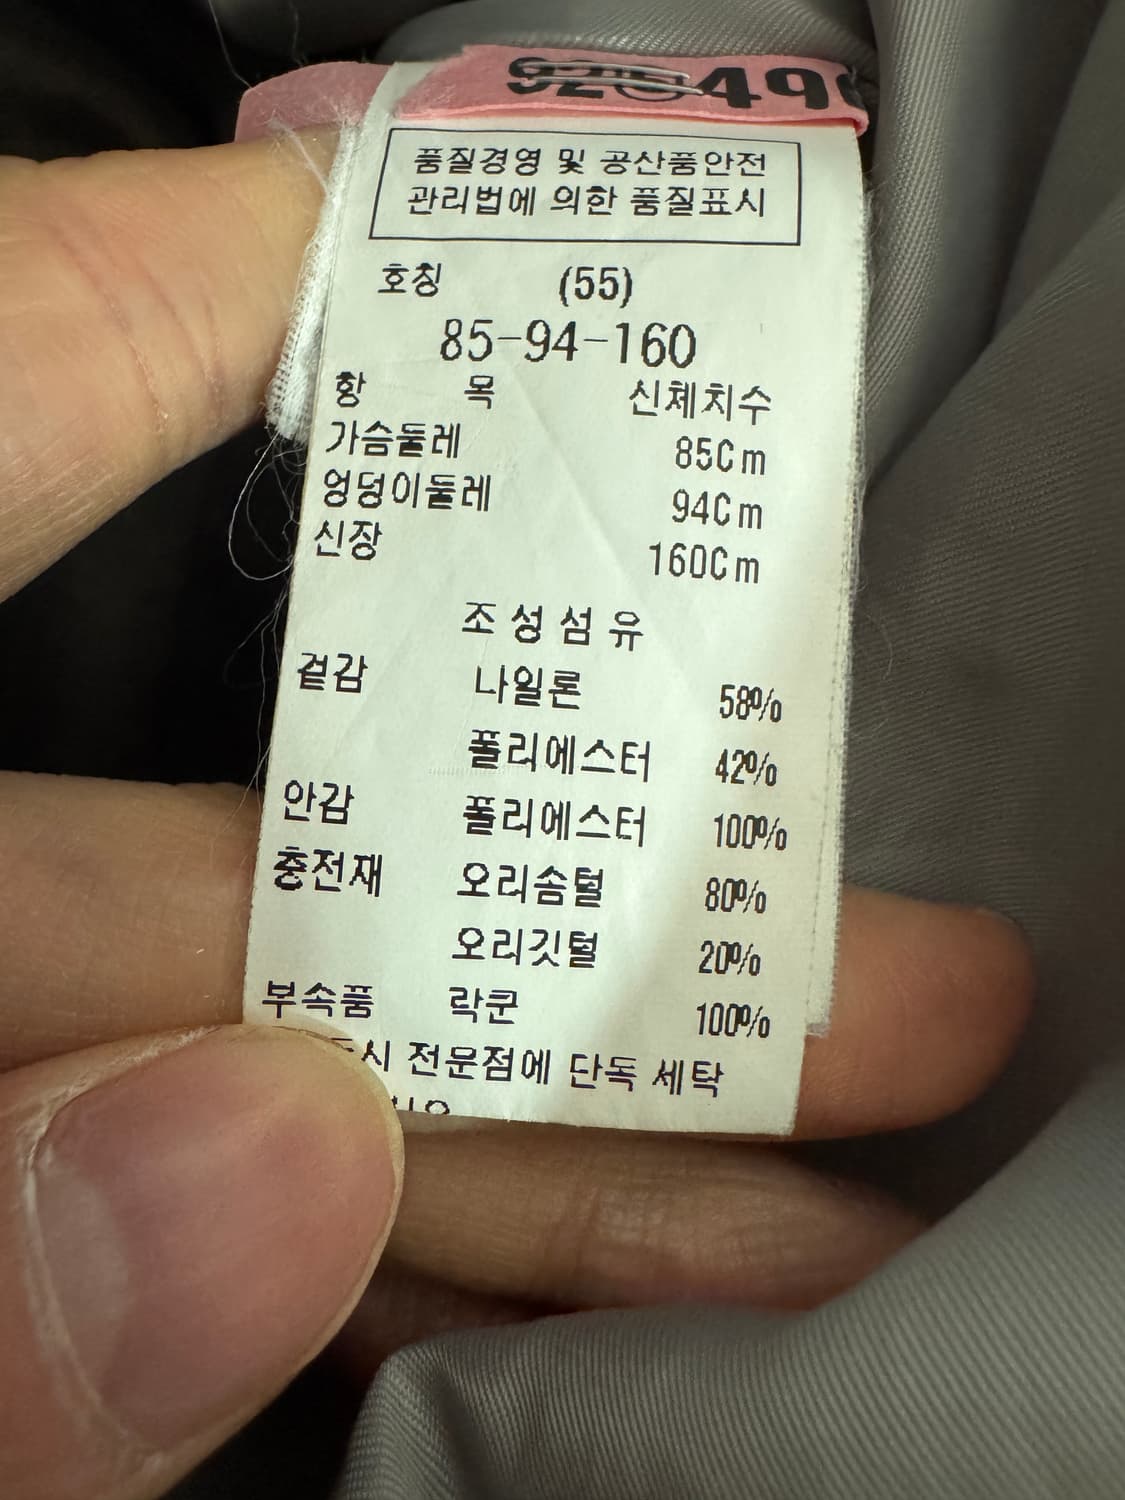 품질경영 및 공산품안전
관리법에 의한 품질표시
호칭 (55)
85-94-160
항 목 신체치수
가슴둘레 85Cm
엉덩이둘레 94Cm
신장 160Cm
조성섬유
겉감 나일론 58%
폴리에스터 42%
안감 폴리에스터 100%
충전재 오리솜털 80%
오리깃털 20%
부속품 락쿤 100%
전문점에 단독 세탁